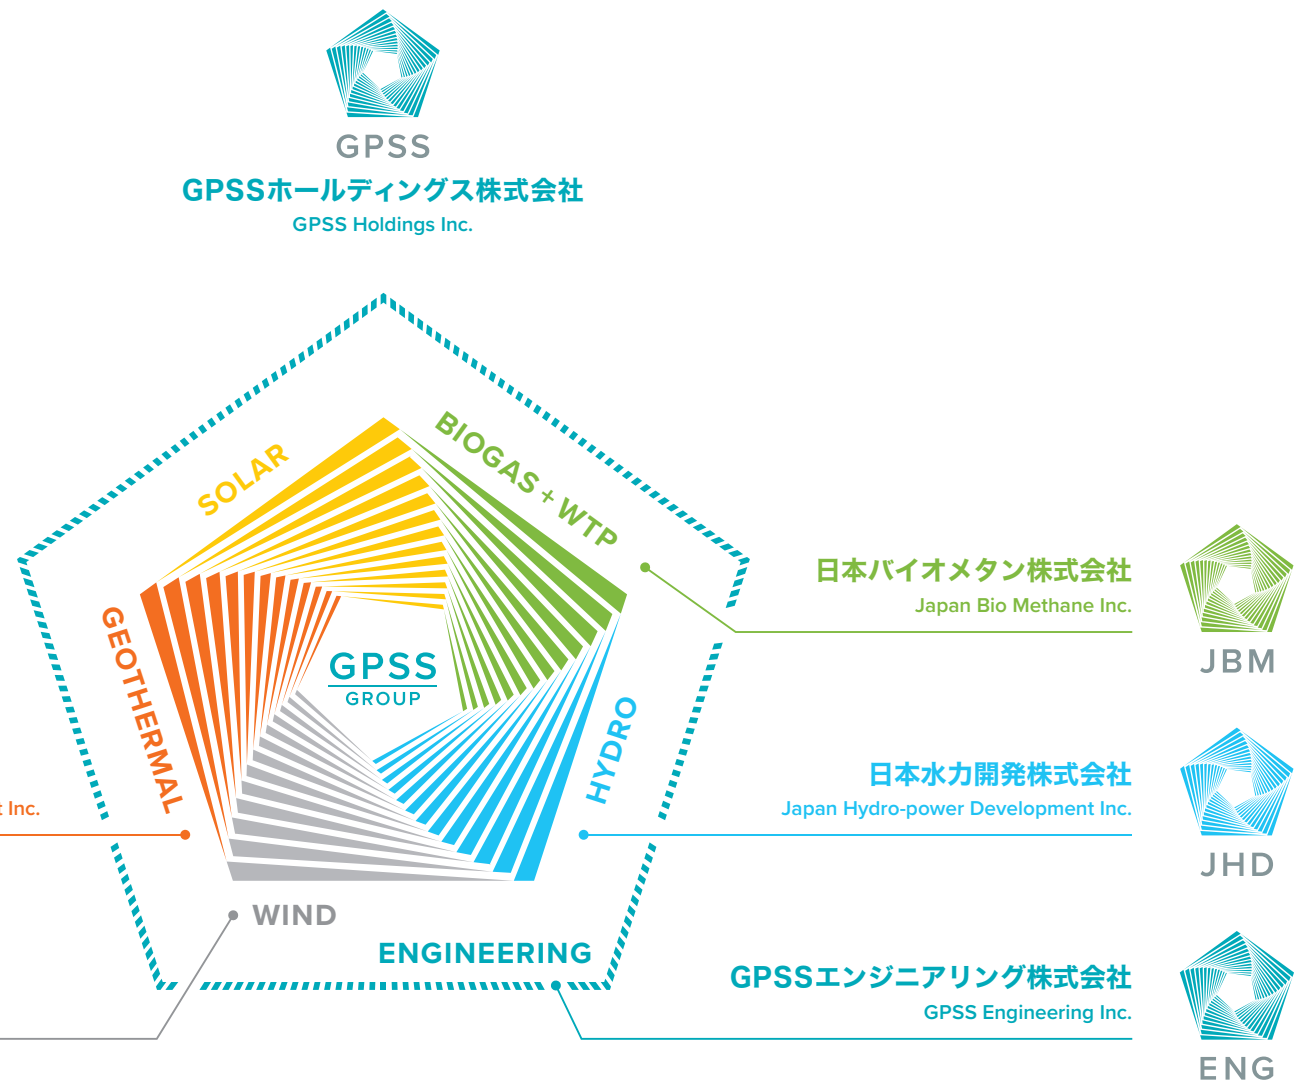 GPSS
GPSSホールディングス株式会社
GPSS Holdings Inc.
SOLAR
BIOGAS + WTP
GEOTHERMAL
HYDRO
WIND
ENGINEERING
GPSS
GROUP
日本バイオメタン株式会社
Japan Bio Methane Inc.
JBM
日本水力開発株式会社
Japan Hydro-power Development Inc.
JHD
t Inc.
GPSSエンジニアリング株式会社
GPSS Engineering Inc.
ENG